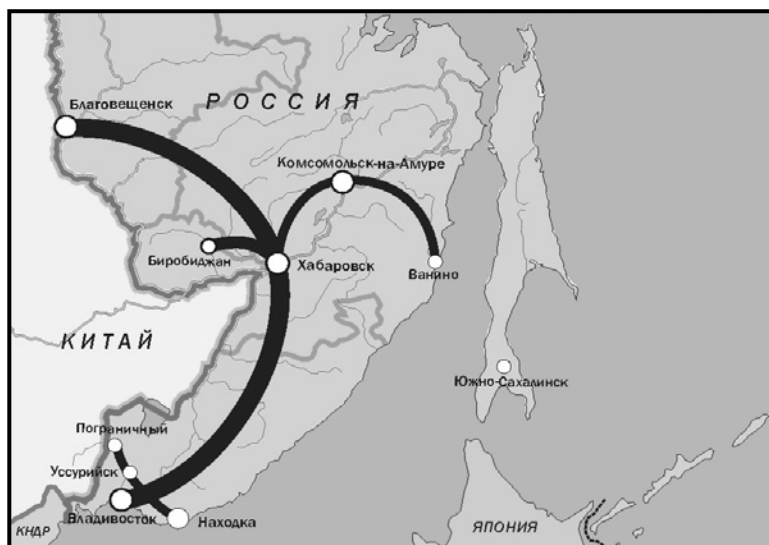 Благовещенск
РОССИЯ
Комсомольск-на-Амуре
Биробиджан
Хабаровск
Ванино
КИТАЙ
Южно-Сахалинск
Пограничный
Уссурийск
Владивосток
Находка
КНДР
ЯПОНИЯ